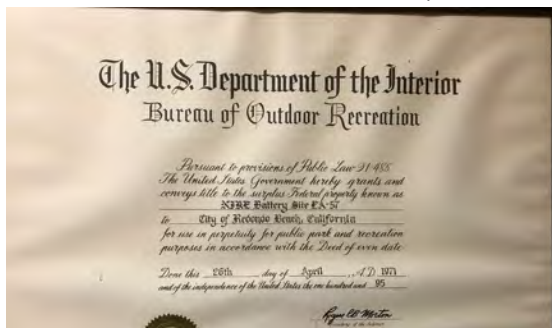 The U.S. Department of the Interior
Bureau of Outdoor Recreation
Pursuant to provisions of Public Law 91-485
The United States Government hereby grants and
conveys title to the surplus Federal property known as
NIKE Battery Site LA-57
to City of Redondo Beach, California
for use in perpetuity for public park and recreation
purposes in accordance with the Deed of even date
Done this 26th day of April A.D. 1971
and of the independence of the United States the one hundred and 95
Rogers C B Morton